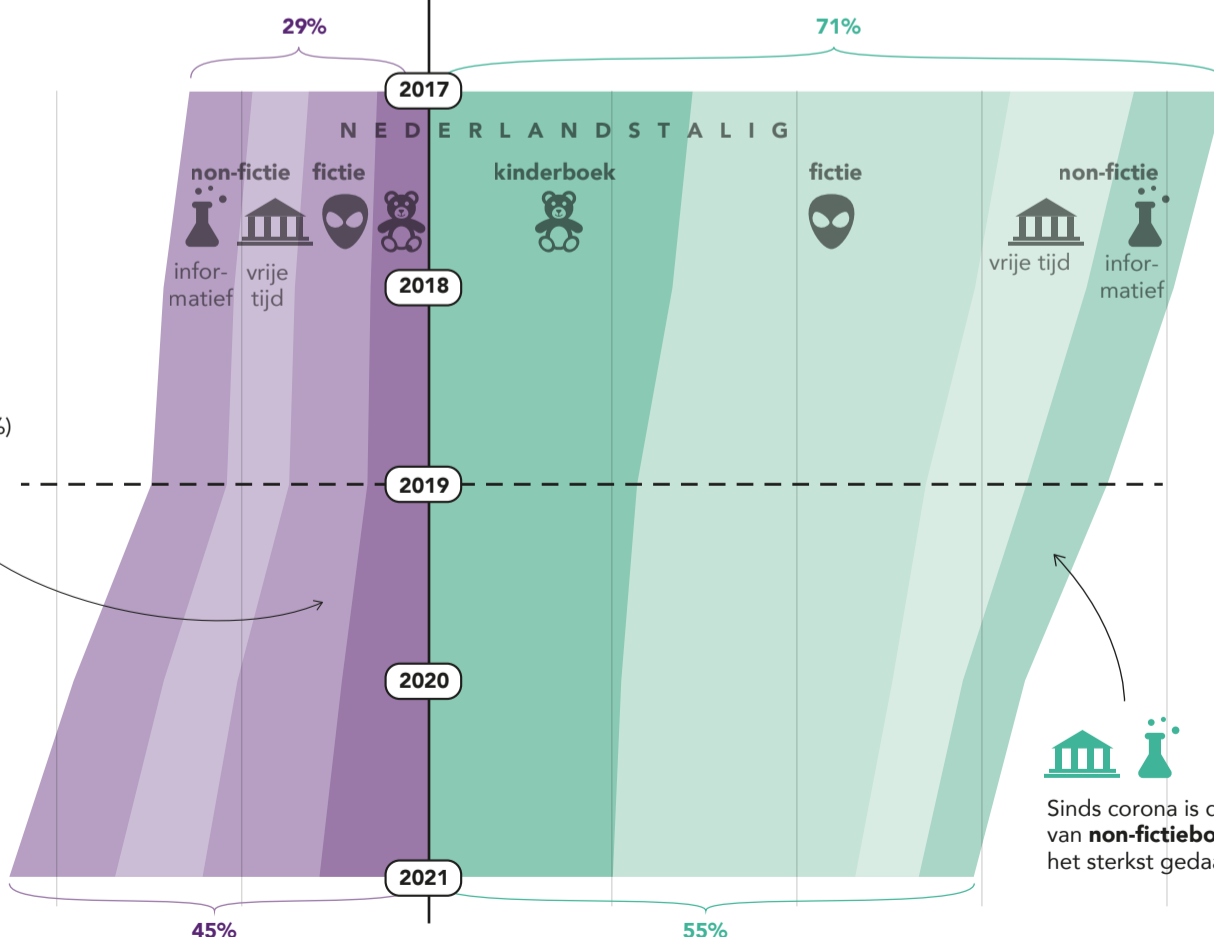 29%
71%
2017
NEDERLANDSTALIG
non-fictie
fictie
kinderboek
fictie
non-fictie
infor-
matief
vrije
tijd
vrije tijd
infor-
matief
2018
%)
2019
2020
Sinds corona is
van non-fictiebo
het sterkst geda
2021
45%
55%